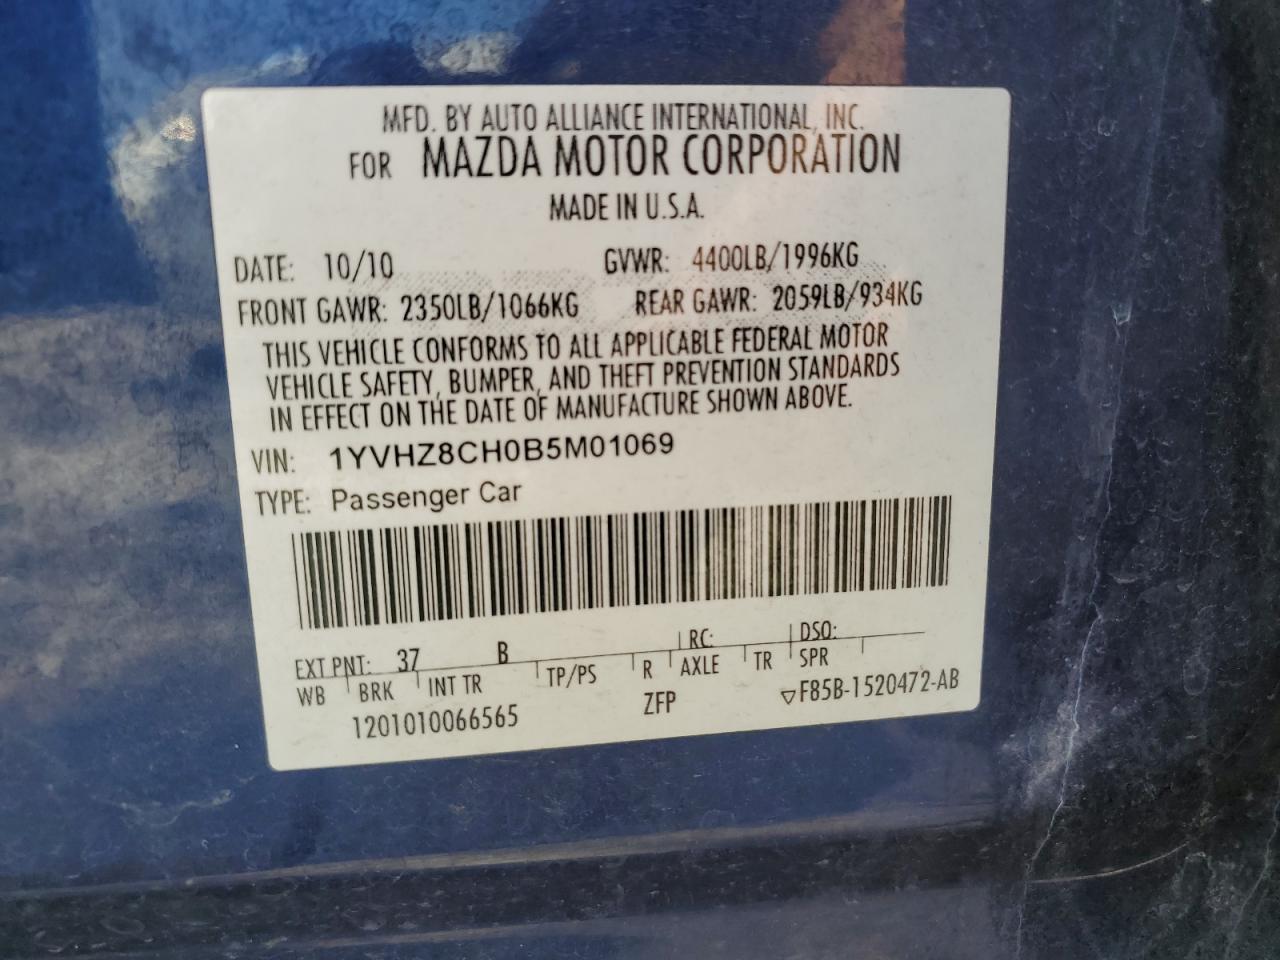 MFD. BY AUTO ALLIANCE INTERNATIONAL, INC.
FOR MAZDA MOTOR CORPORATION
MADE IN U.S.A.
DATE: 10/10 GVWR: 4400LB/1996KG
FRONT GAWR: 2350LB/1066KG REAR GAWR: 2059LB/934KG
THIS VEHICLE CONFORMS TO ALL APPLICABLE FEDERAL MOTOR
VEHICLE SAFETY, BUMPER, AND THEFT PREVENTION STANDARDS
IN EFFECT ON THE DATE OF MANUFACTURE SHOWN ABOVE.
VIN: 1YVHZ8CH0B5M01069
TYPE: Passenger Car
EXT PNT: 37 B RC: DSO:
WB BRK INT TR TP/PS R AXLE TR SPR
1201010066565 ZFP ▽F85B-1520472-AB